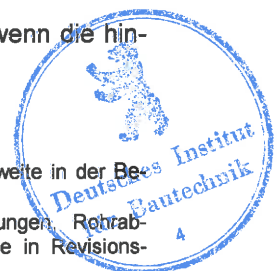 wenn die hin-
weite in der Be-
ungen, Rohrab-
e in Revisions-
Deutsches Institut
für Bautechnik
4